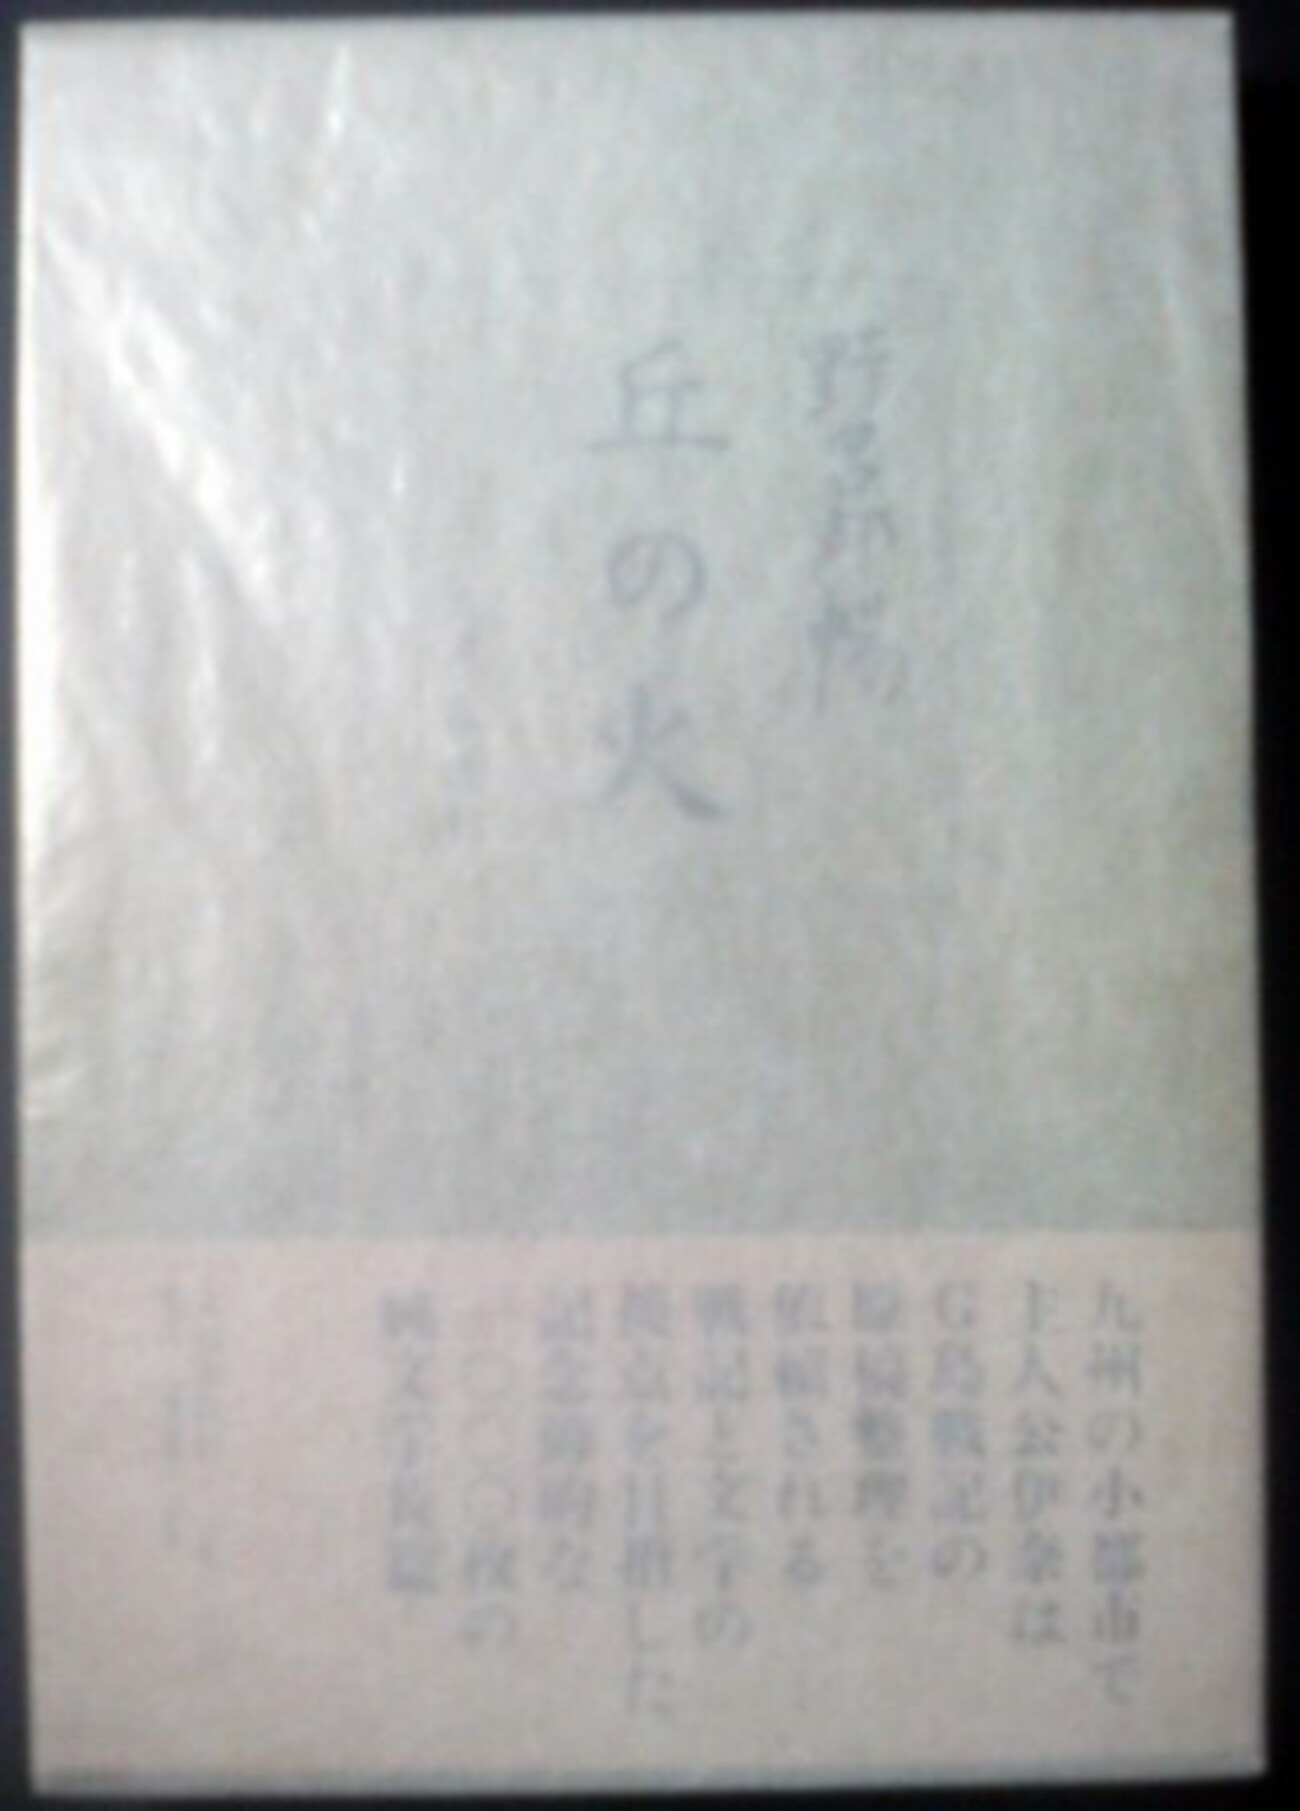 野呂邦暢
丘の火
九州の小都市で
主人公伊奈は
G島戦記の
原稿整理を
依頼される
戦記と文学の
接点を目指した
記念碑的な
一〇〇〇枚の
純文学長篇